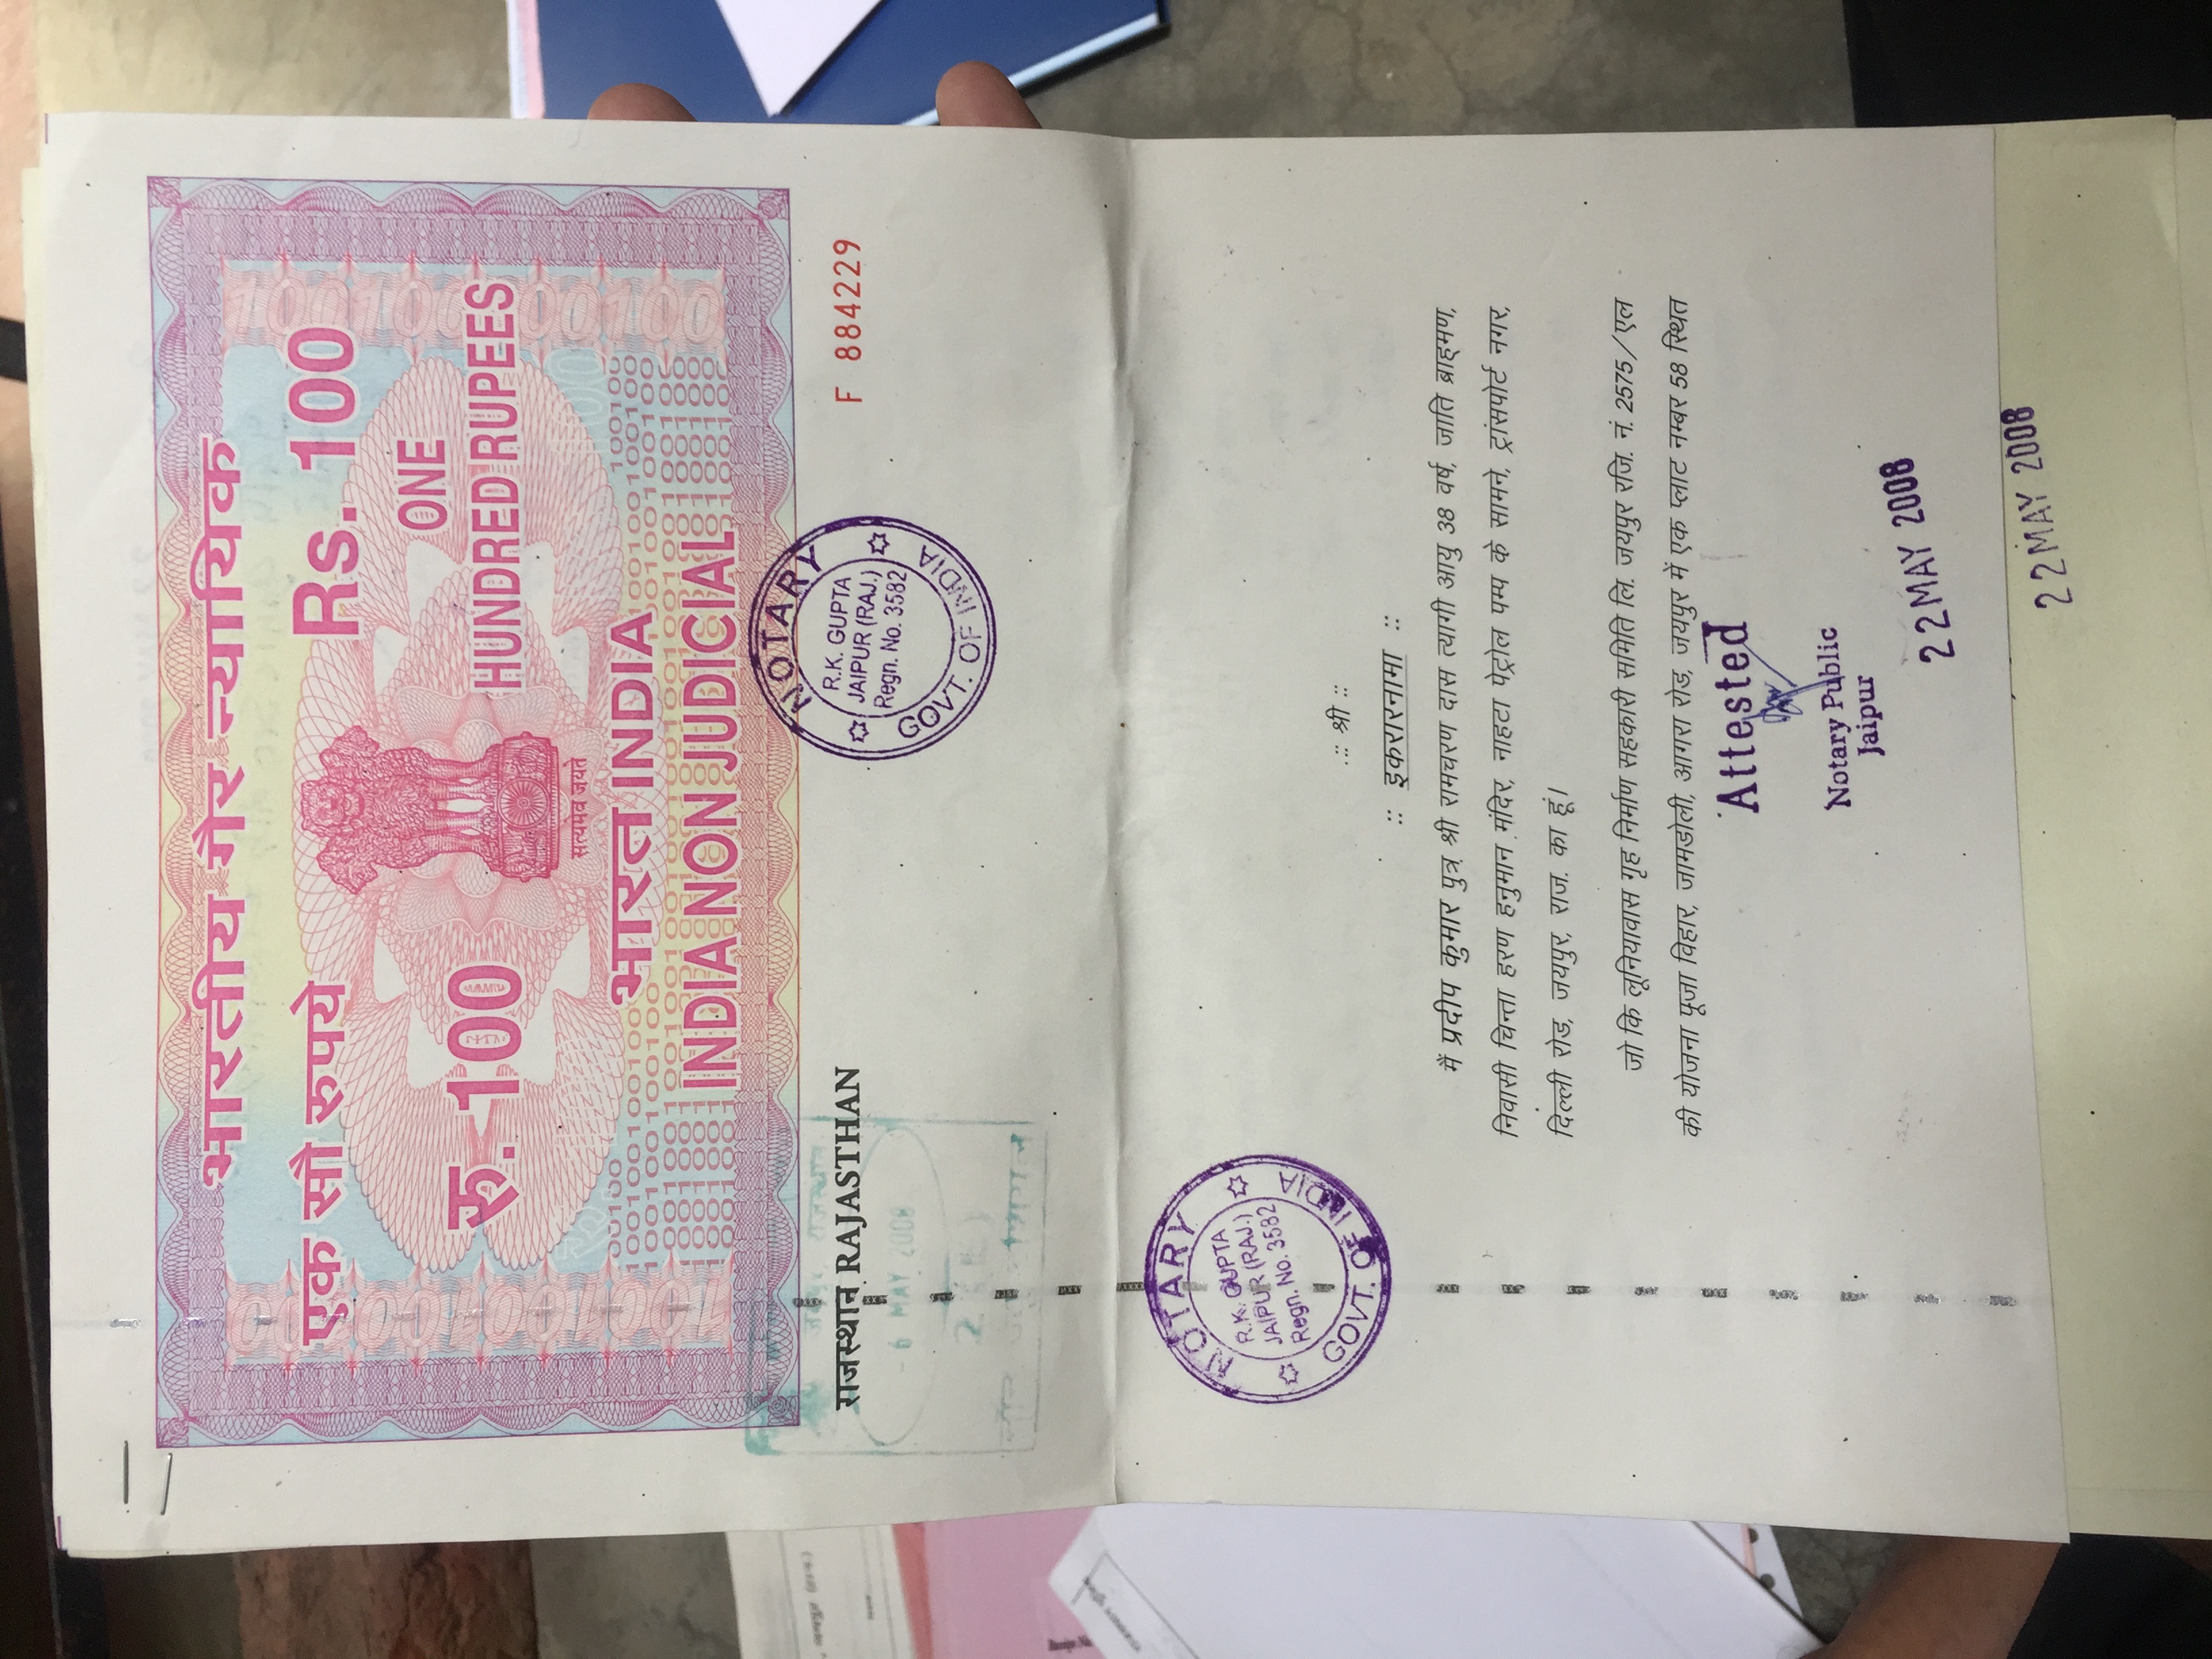 भारतीय गैर न्यायिक
एक सौ रुपये
Rs. 100
रु. 100
ONE
HUNDRED RUPEES
सत्यमेव जयते
भारत INDIA
INDIA NON JUDICIAL
राजस्थान RAJASTHAN
F 884229
जयपुर, राजस्थान
- 6 MAY 2008
NOTARY
R.K. GUPTA
JAIPUR (RAJ.)
Regn. No. 3582
GOVT. OF INDIA
NOTARY
R.K. GUPTA
JAIPUR (RAJ.)
Regn. No. 3582
GOVT. OF INDIA
.:: श्री ::
:: इकरारनामा ::
मैं प्रदीप कुमार पुत्र श्री रामचरण दास त्यागी आयु 38 वर्ष, जाति ब्राह्मण,
निवासी चिन्ता हरण हनुमान मंदिर, नाहटा पेट्रोल पम्प के सामने, ट्रांसपोर्ट नगर,
दिल्ली रोड, जयपुर, राज. का हूं।
जो कि लूनियावास गृह निर्माण सहकारी समिति लि. जयपुर रजि. नं. 2575/एल
की योजना पूजा विहार, जामडोली, आगरा रोड, जयपुर में एक प्लाट नम्बर 58 स्थित
Attested
Notary Public
Jaipur
22 MAY 2008
22 MAY 2008